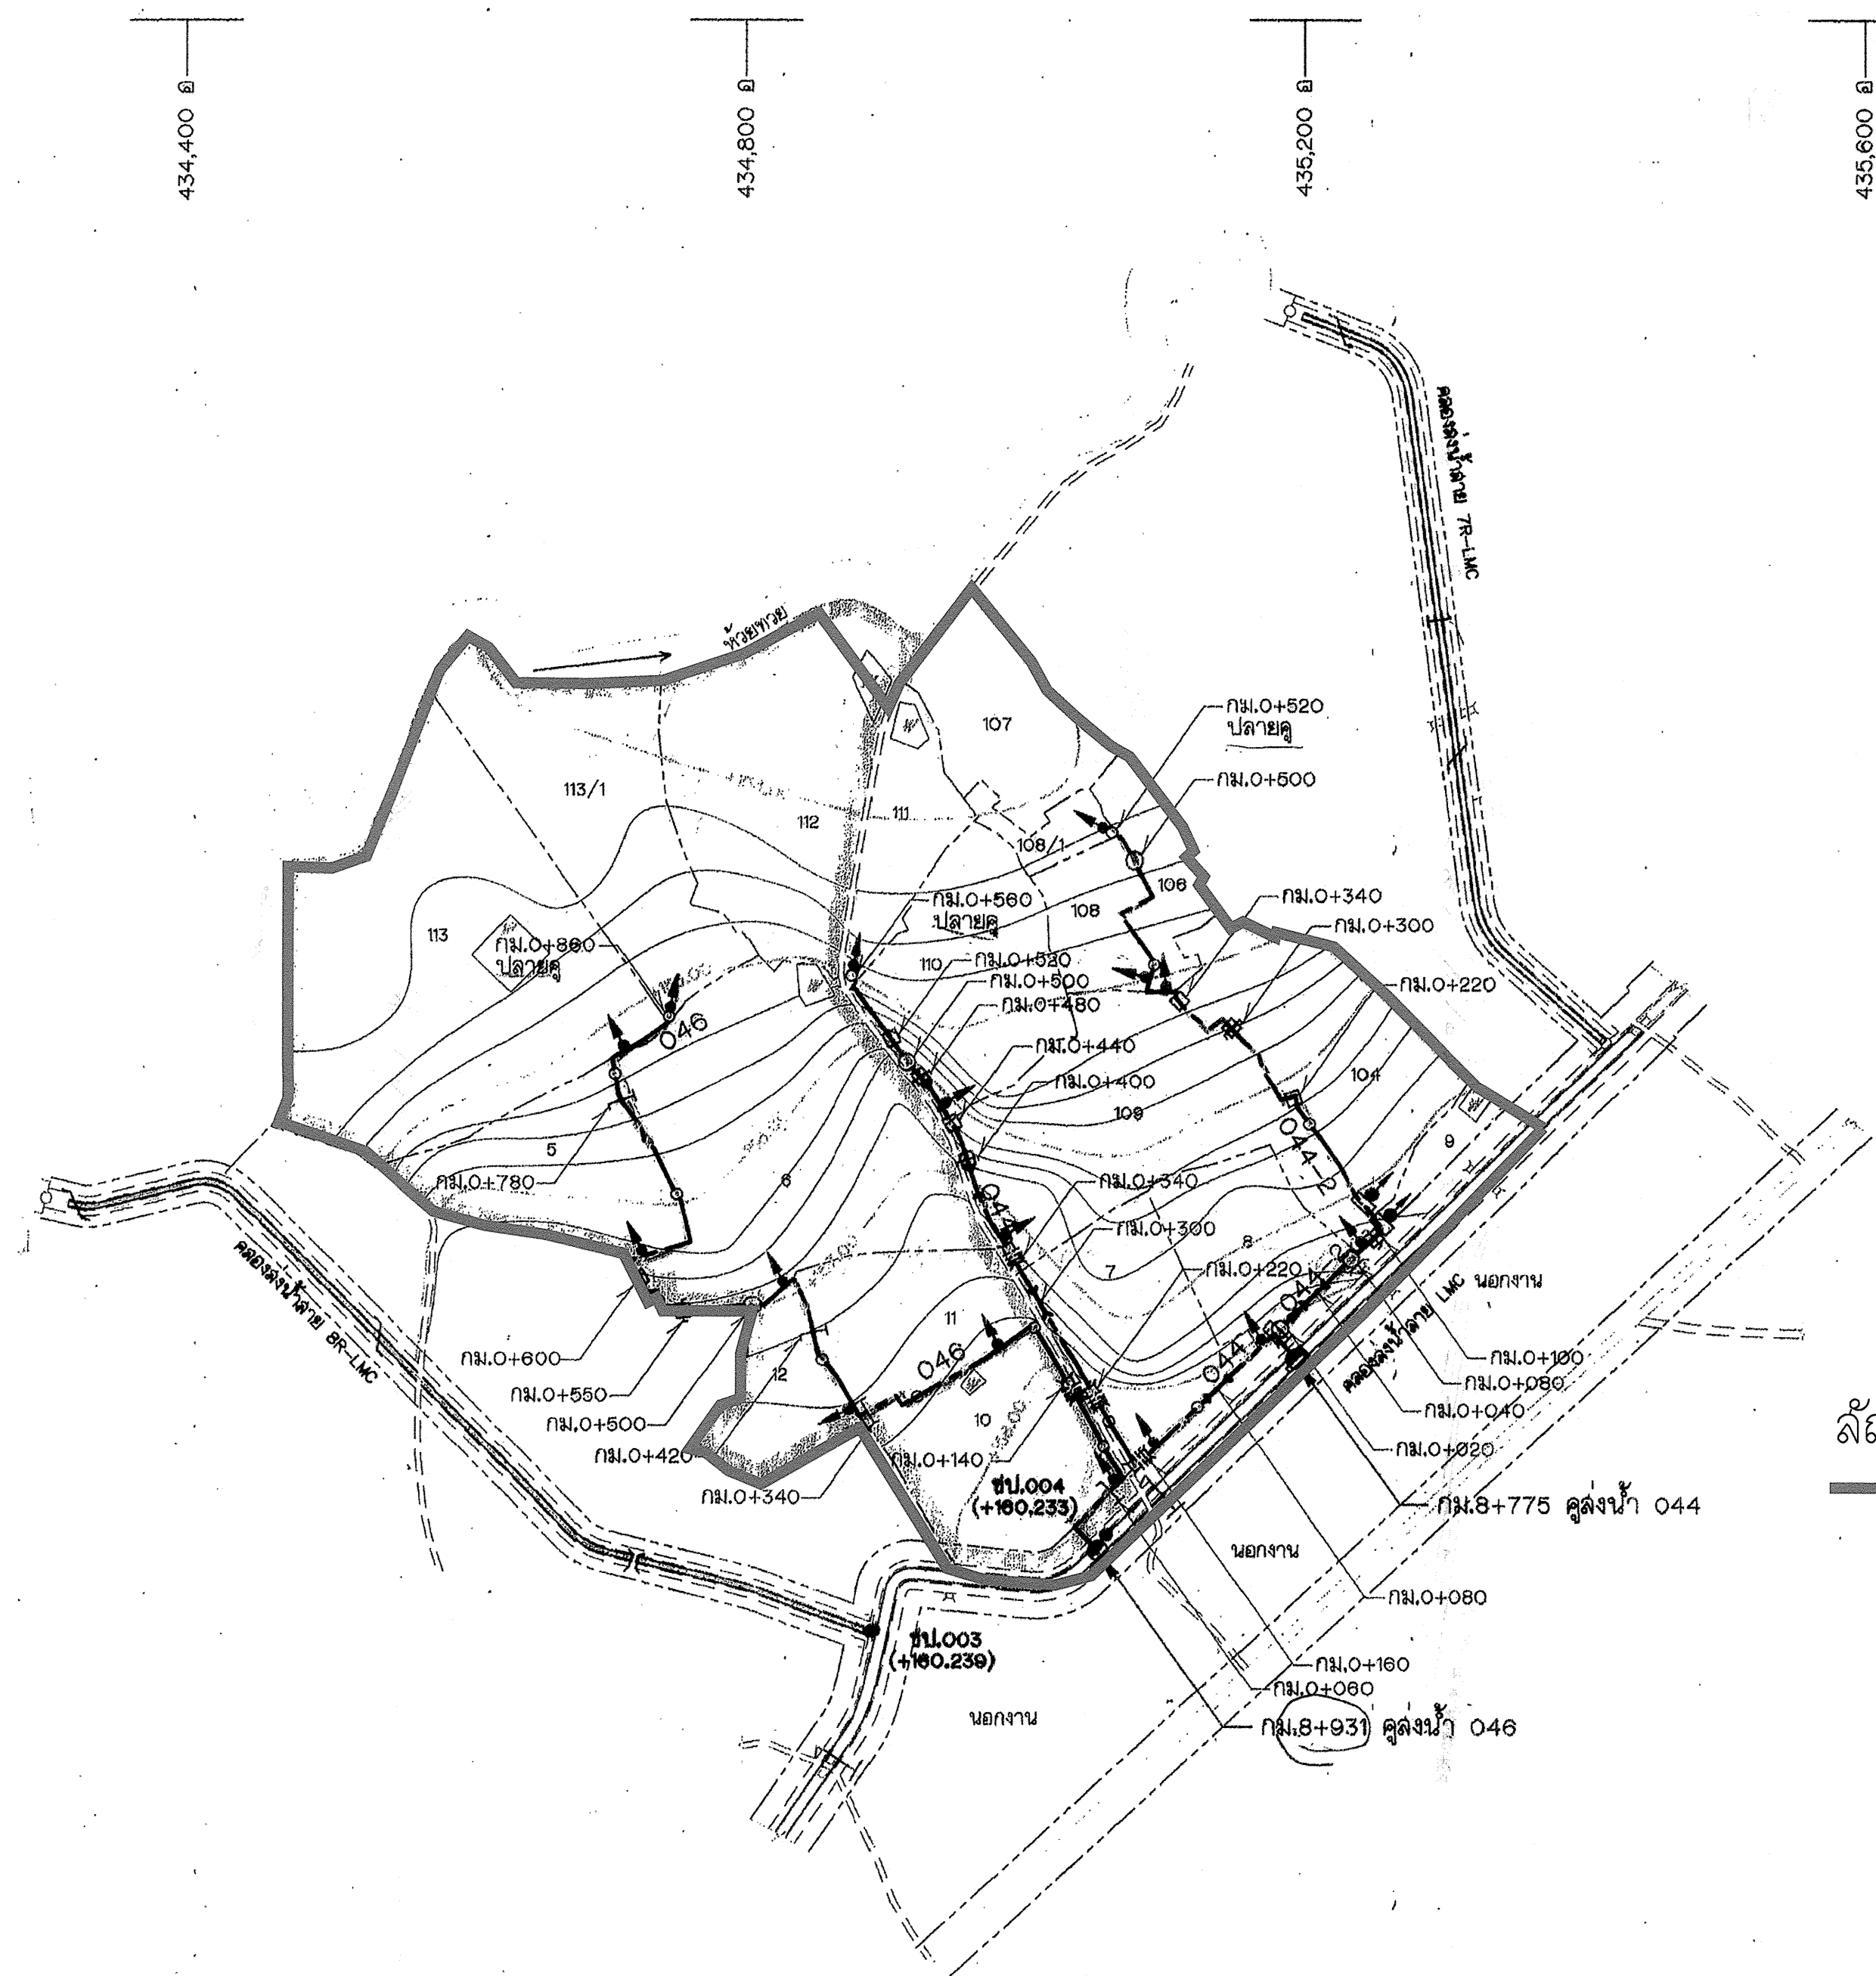 434,400 อ
434,800 อ
435,200 อ
435,600 อ
คลองส่งน้ำสาย 7R-LMC
ห้วยทวย
107
กม.0+520
ปลายคู
กม.0+500
113/1
112
111
108/1
106
กม.0+340
กม.0+300
กม.0+560
ปลายคู
108
113
กม.0+860
ปลายคู
110
กม.0+520
กม.0+500
กม.0+480
กม.0+220
046
กม.0+440
กม.0+400
104
109
044-2
9
5
กม.0+780
6
กม.0+340
กม.0+300
044
7
8
กม.0+220
044-2
คลองส่งน้ำสาย LMC
นอกงาน
คลองส่งน้ำสาย 8R-LMC
11
046
12
044
กม.0+600
กม.0+550
กม.0+500
กม.0+420
กม.0+340
10
กม.0+140
กม.0+100
กม.0+080
กม.0+040
กม.0+020
ชป.004
(+160.233)
กม.8+775 คูส่งน้ำ 044
นอกงาน
กม.0+080
ชป.003
(+160.239)
กม.0+160
กม.0+060
นอกงาน
กม.8+931 คูส่งน้ำ 046